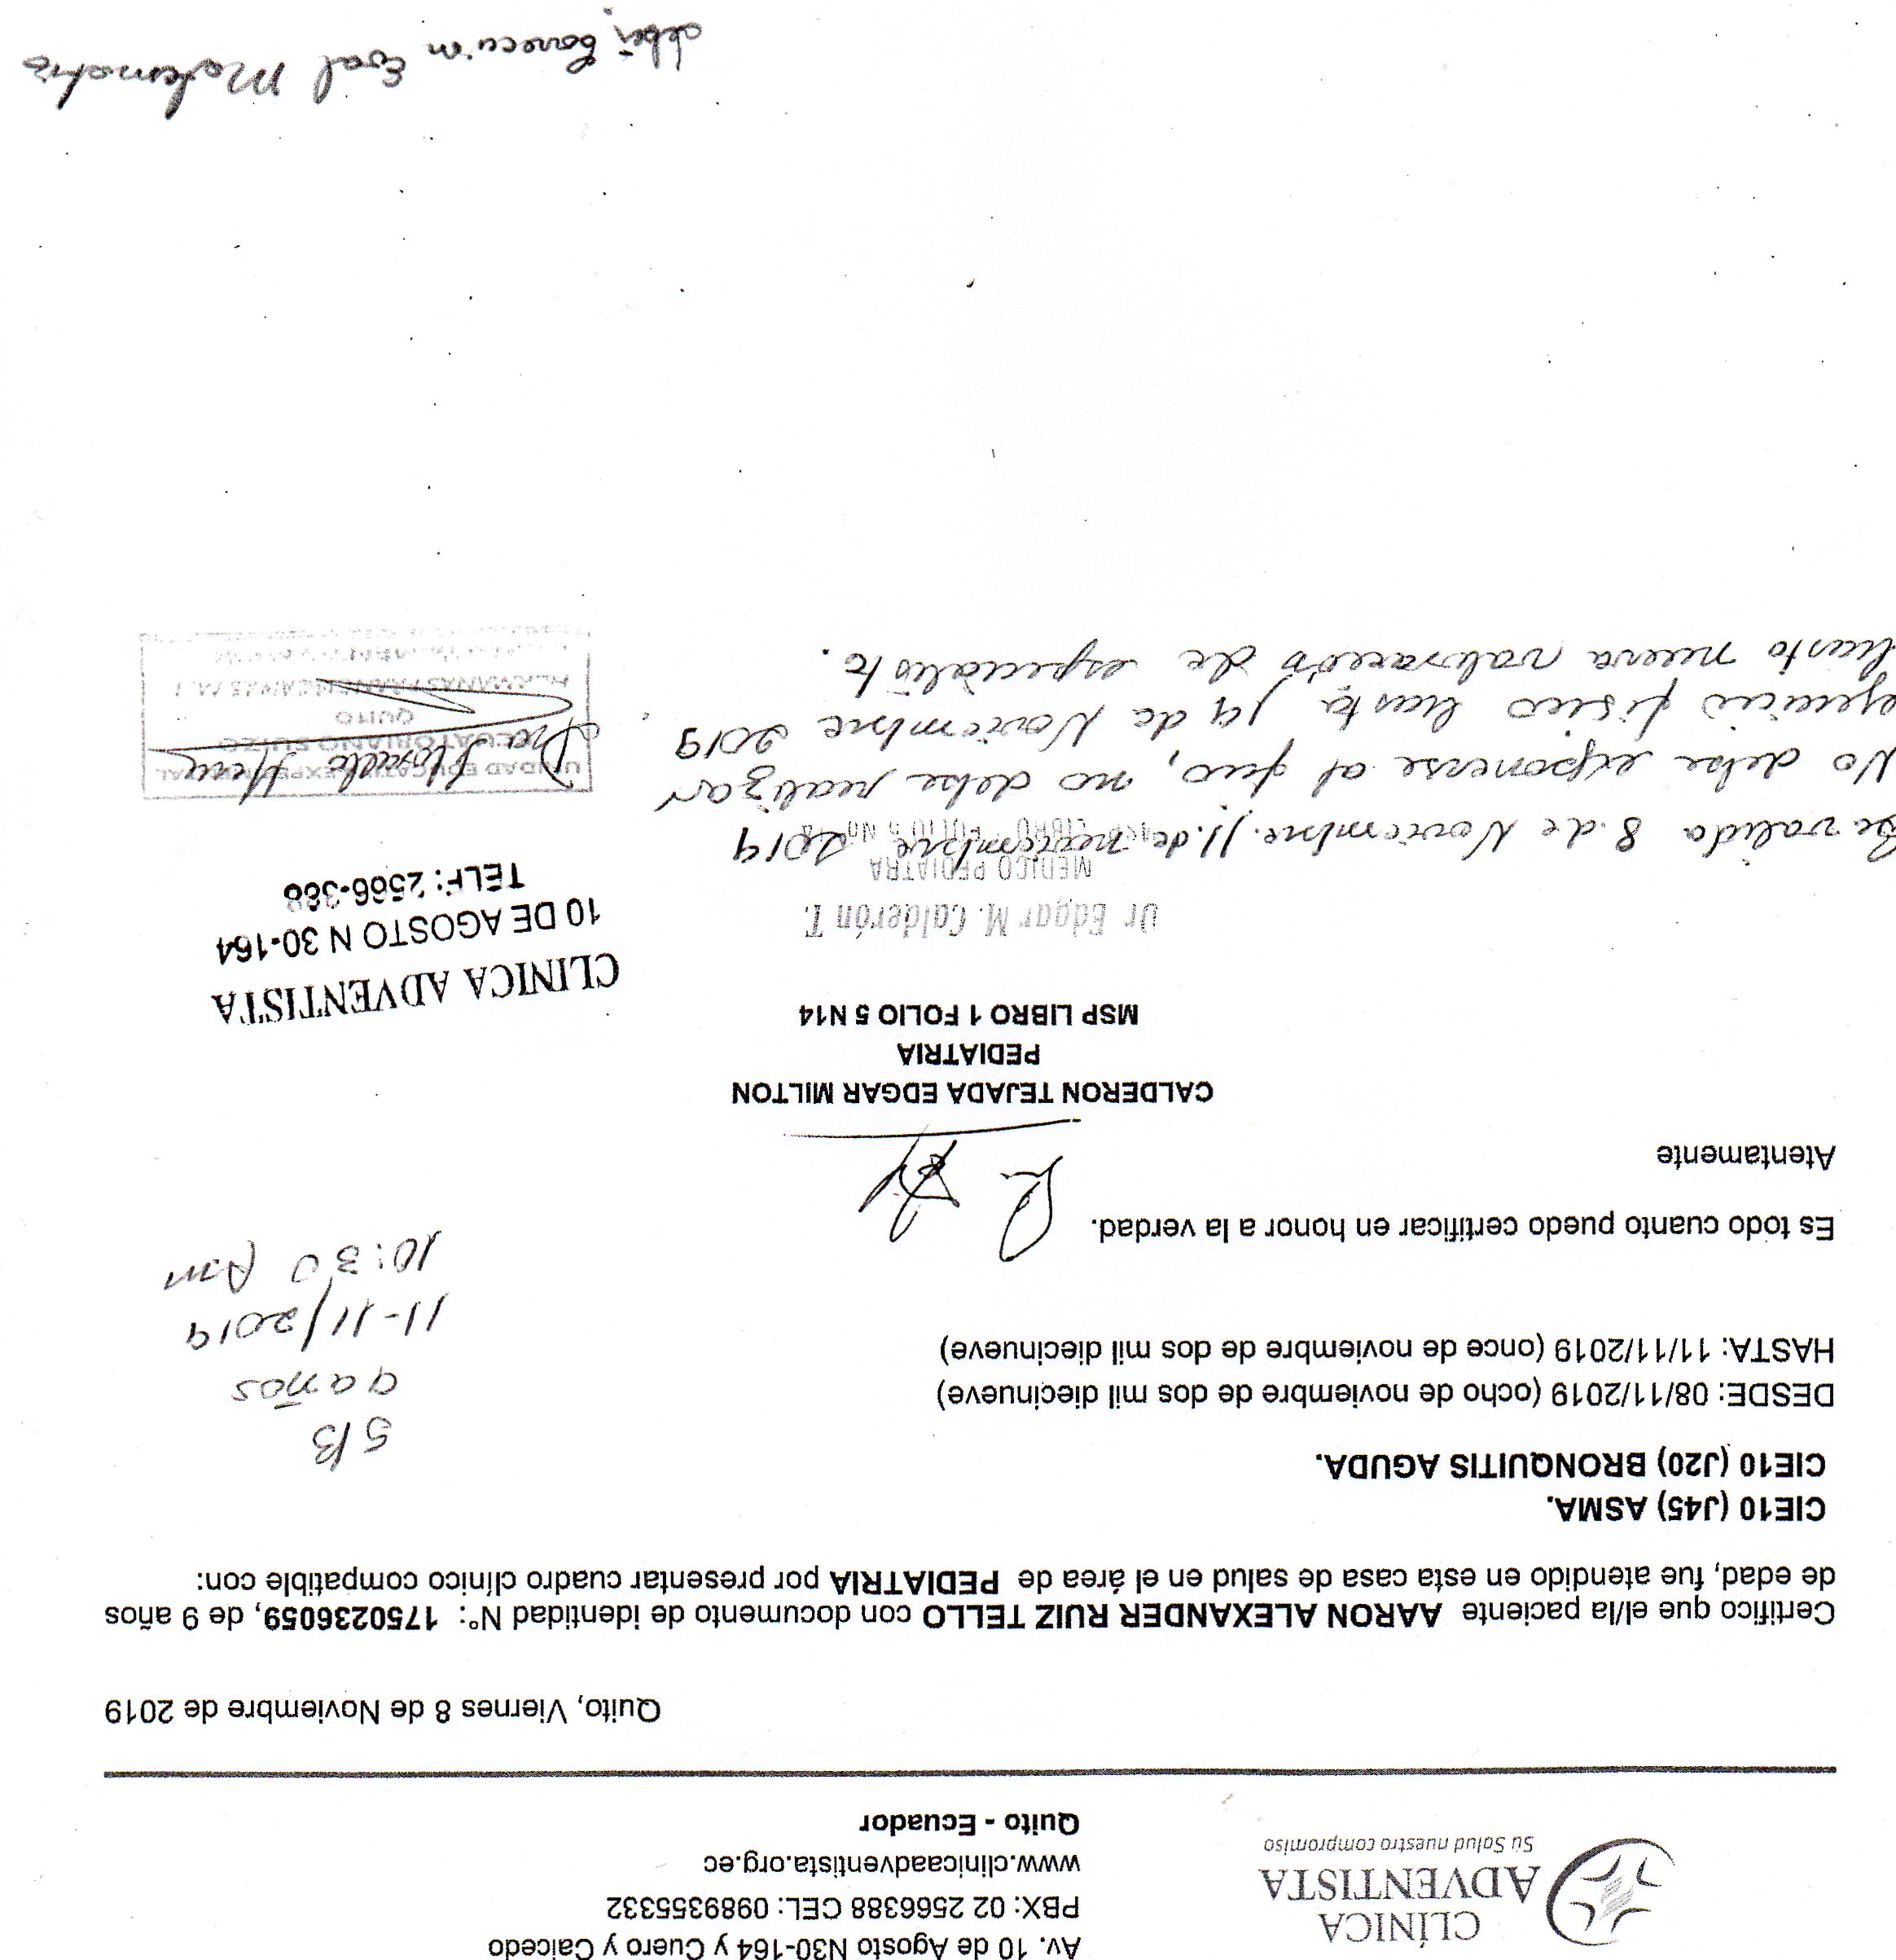 CLÍNICA
ADVENTISTA
Su Salud nuestro compromiso
Av. 10 de Agosto N30-164 y Cuero y Caicedo
PBX: 02 2566388 CEL: 0989355332
www.clinicaadventista.org.ec
Quito - Ecuador
Quito, Viernes 8 de Noviembre de 2019
Certifico que el/la paciente AARON ALEXANDER RUIZ TELLO con documento de identidad N°: 1750236059, de 9 años
de edad, fue atendido en esta casa de salud en el área de PEDIATRIA por presentar cuadro clínico compatible con:
CIE10 (J45) ASMA.
CIE10 (J20) BRONQUITIS AGUDA.
DESDE: 08/11/2019 (ocho de noviembre de dos mil diecinueve)
HASTA: 11/11/2019 (once de noviembre de dos mil diecinueve)
5B
9 años
11-11/2019
10:30 Am
Es todo cuanto puedo certificar en honor a la verdad.
Atentamente
CALDERON TEJADA EDGAR MILTON
PEDIATRIA
MSP LIBRO 1 FOLIO 5 N14
CLINICA ADVENTISTA
10 DE AGOSTO N 30-164
TELF: 2566-388
Dr Edgar M. Calderón T.
MEDICO PEDIATRA
LIBRO FOLIO 5 No
Se valida 8 de Noviembre. 11. de noviembre 2019
No debe exponerse al frio, no debe realizar
ejercicio fisico hasta 19 de Noviembre 2019.
hasta nueva valoración de especialista.
UNIDAD EDUCATIVA EXPERIMENTAL
ECUATORIANO SUIZO
QUITO
HERMANAS FRANCISCANAS M. I
Dra Mena
deber Corrección Eval Matematica